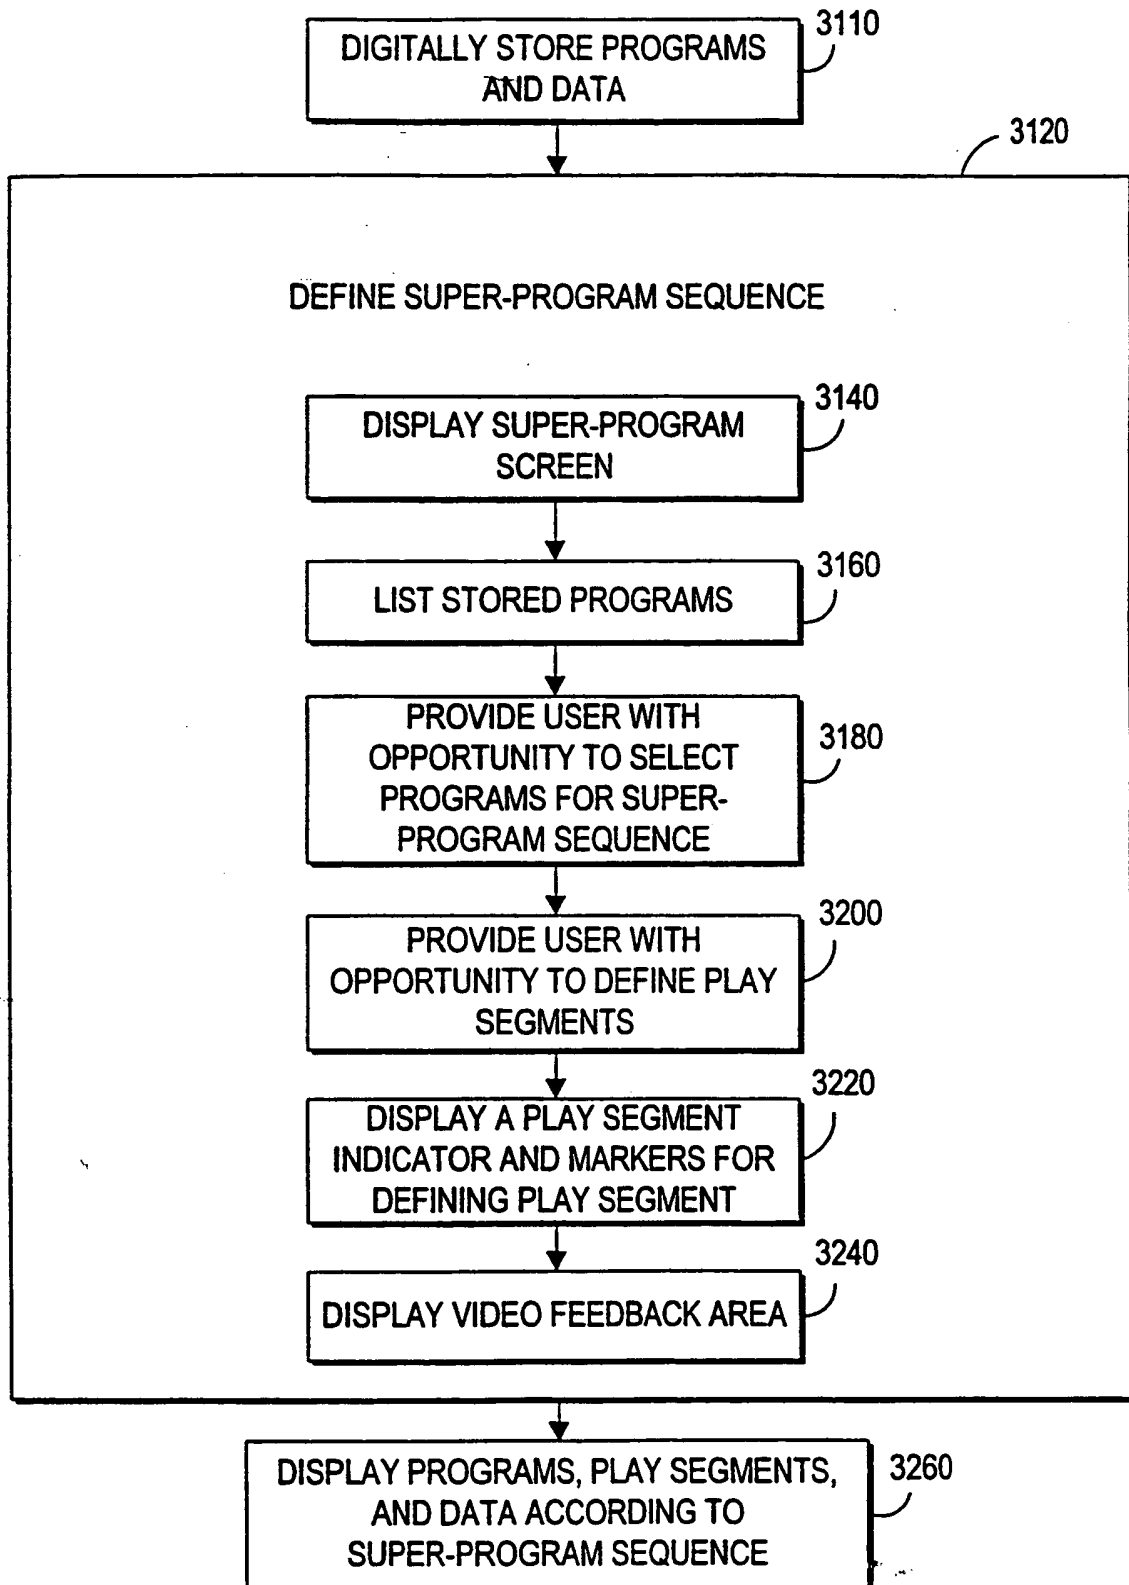 3110
DIGITALLY STORE PROGRAMS
AND DATA
3120
DEFINE SUPER-PROGRAM SEQUENCE
3140
DISPLAY SUPER-PROGRAM
SCREEN
3160
LIST STORED PROGRAMS
PROVIDE USER WITH
OPPORTUNITY TO SELECT
3180
PROGRAMS FOR SUPER-
PROGRAM SEQUENCE
3200
PROVIDE USER WITH
OPPORTUNITY TO DEFINE PLAY
SEGMENTS
3220
DISPLAY A PLAY SEGMENT
INDICATOR AND MARKERS FOR
DEFINING PLAY SEGMENT
3240
DISPLAY VIDEO FEEDBACK AREA
3260
DISPLAY PROGRAMS, PLAY SEGMENTS,
AND DATA ACCORDING TO
SUPER-PROGRAM SEQUENCE